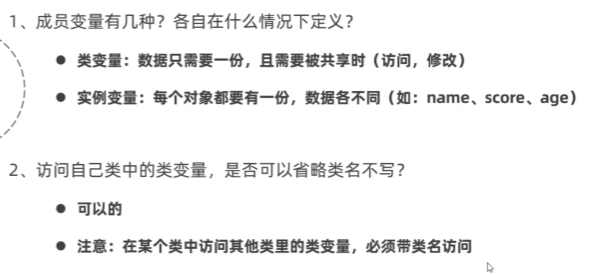 1、成员变量有几种？各自在什么情况下定义？
● 类变量：数据只需要一份，且需要被共享时（访问，修改）
● 实例变量：每个对象都要有一份，数据各不同（如：name、score、age）
2、访问自己类中的类变量，是否可以省略类名不写？
● 可以的
● 注意：在某个类中访问其他类里的类变量，必须带类名访问